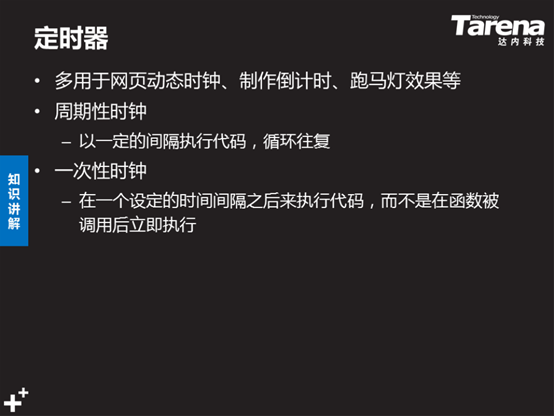 定时器
Technology
Tarena
达内科技
• 多用于网页动态时钟、制作倒计时、跑马灯效果等
• 周期性时钟
– 以一定的间隔执行代码，循环往复
• 一次性时钟
– 在一个设定的时间间隔之后来执行代码，而不是在函数被
调用后立即执行
知识讲解